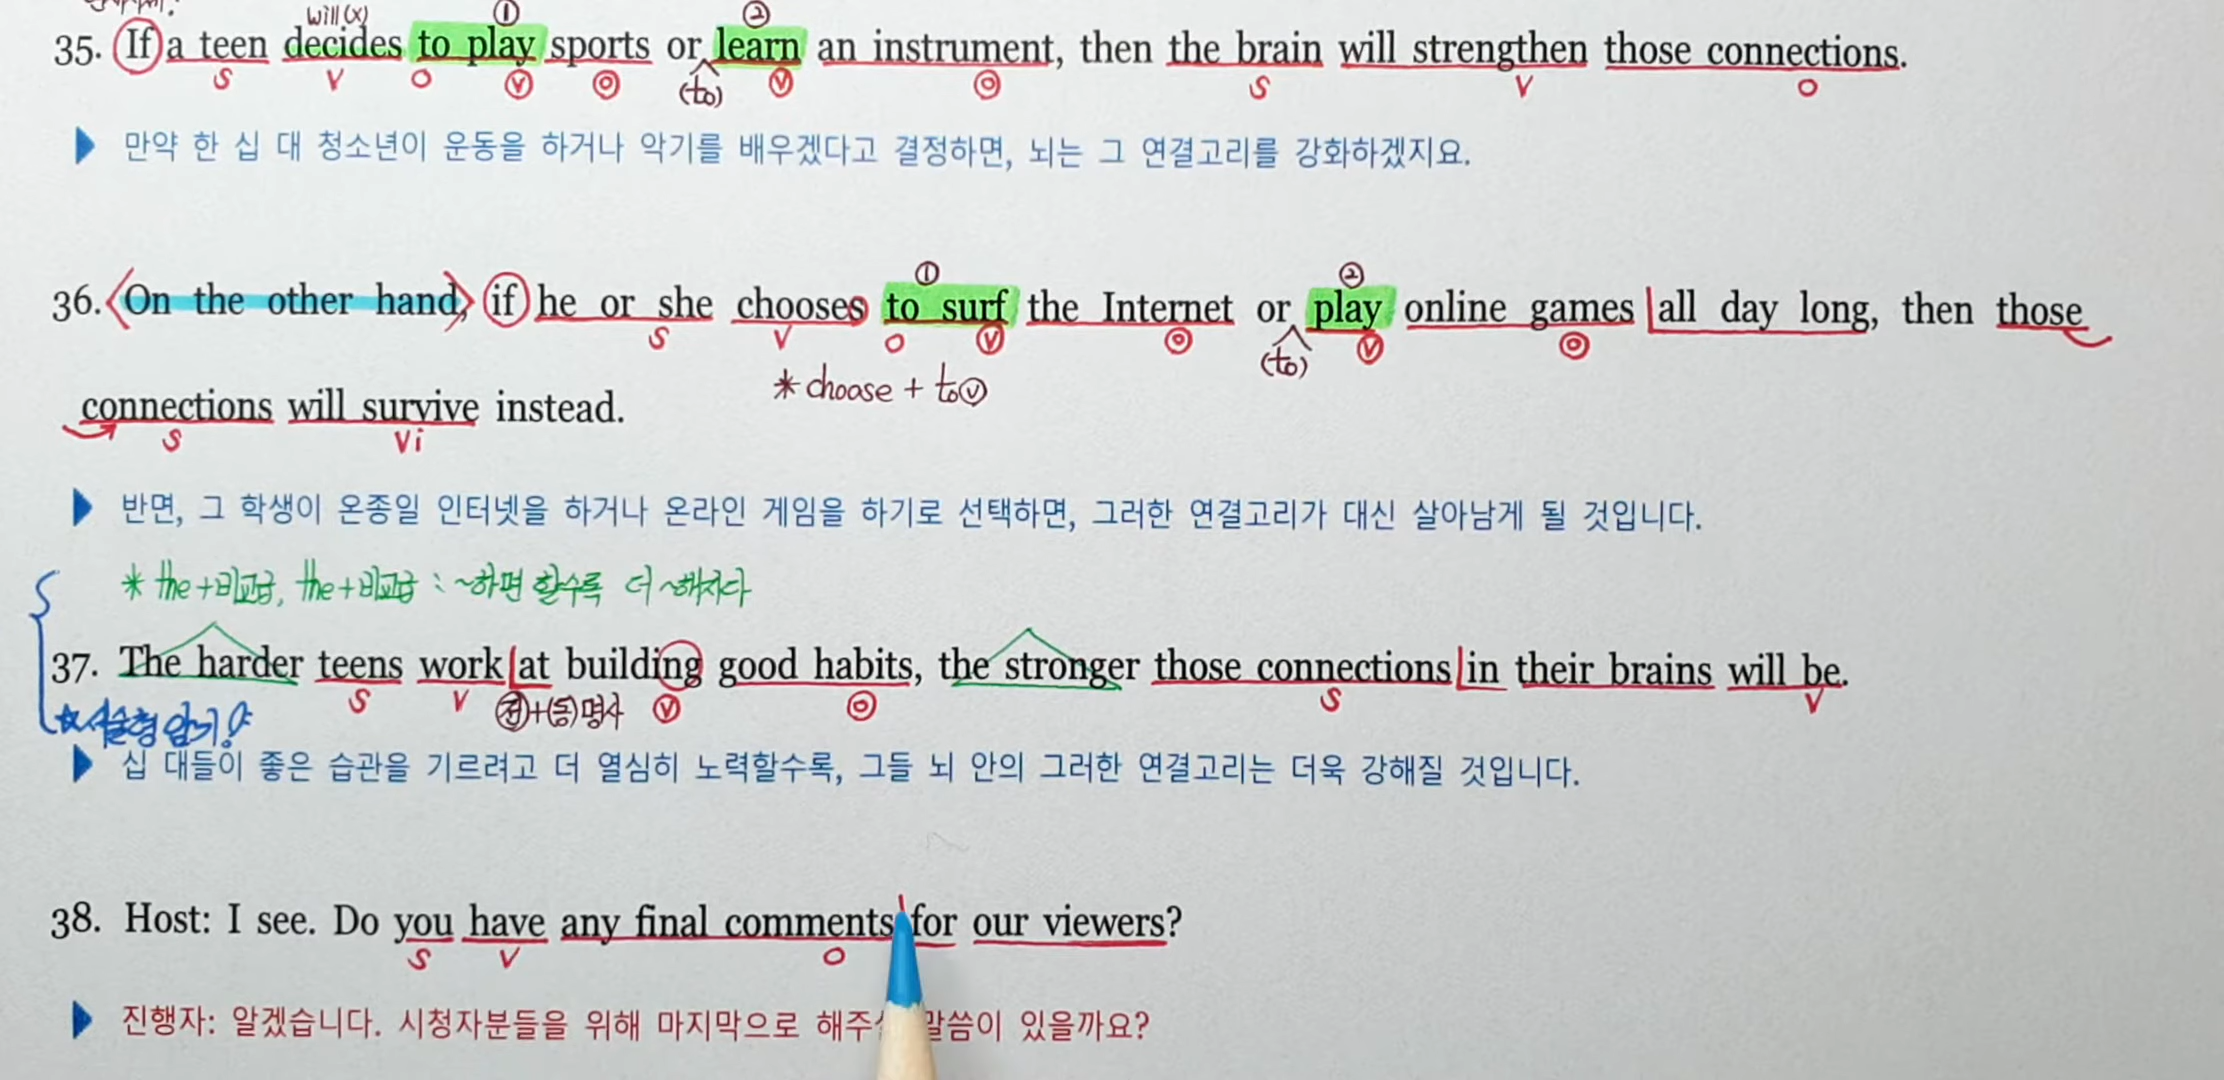 will(x) ① ②
35. If a teen decides to play sports or learn an instrument, then the brain will strengthen those connections.
S V O V O (to) V O S V O
만약 한 십 대 청소년이 운동을 하거나 악기를 배우겠다고 결정하면, 뇌는 그 연결고리를 강화하겠지요.
① ②
36. On the other hand, if he or she chooses to surf the Internet or play online games all day long, then those
S V O V O (to) V O
* choose + to V
connections will survive instead.
S Vi
반면, 그 학생이 온종일 인터넷을 하거나 온라인 게임을 하기로 선택하면, 그러한 연결고리가 대신 살아남게 될 것입니다.
* the+비교급, the+비교급 : ~하면 할수록 더 ~해지다
37. The harder teens work at building good habits, the stronger those connections in their brains will be.
S V 전+(동)명사 V O S V
*서술형 암기!
십 대들이 좋은 습관을 기르려고 더 열심히 노력할수록, 그들 뇌 안의 그러한 연결고리는 더욱 강해질 것입니다.
38. Host: I see. Do you have any final comments for our viewers?
S V O
진행자: 알겠습니다. 시청자분들을 위해 마지막으로 해주 말씀이 있을까요?